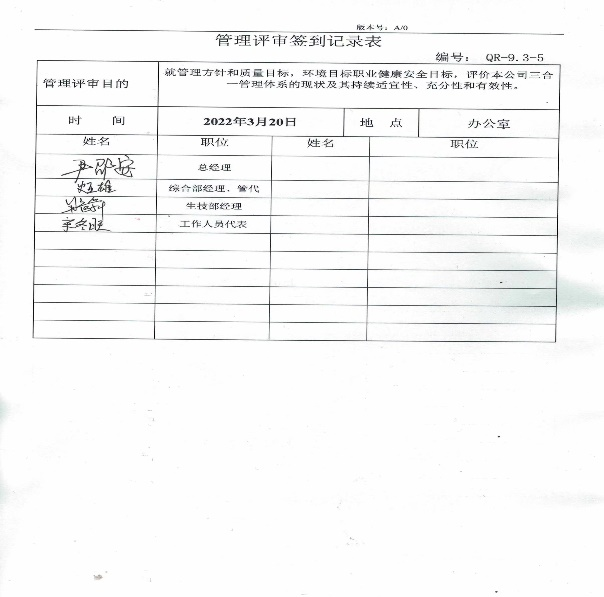 版本号: A/0
管理评审签到记录表
编号: QR-9.3-5
管理评审目的
就管理方针和质量目标,环境目标职业健康安全目标,评价本公司三合
一管理体系的现状及其持续适宜性、充分性和有效性。
时 间 2022年3月20日 地 点 办公室
姓名 职位 姓名 职位
总经理
综合部经理、管代
生技部经理
工作人员代表